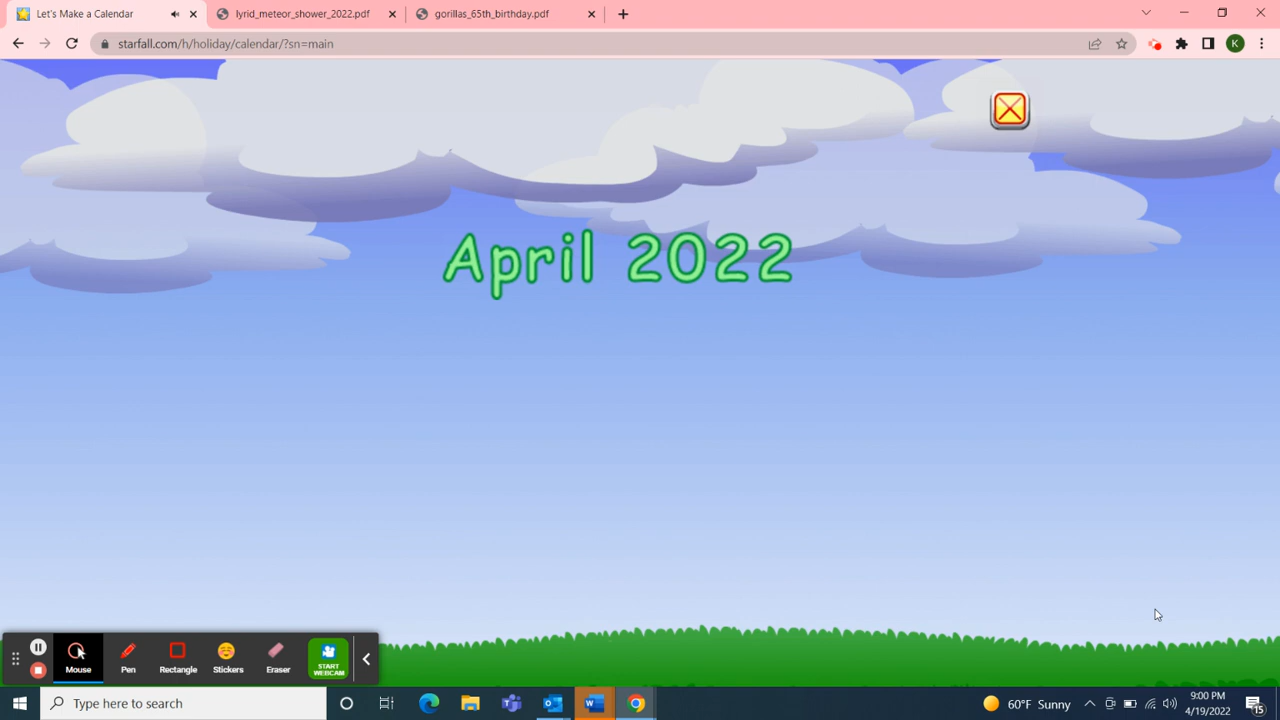 Let's Make a Calendar
lyrid_meteor_shower_2022.pdf
gorillas_65th_birthday.pdf
starfall.com/h/holiday/calendar/?sn=main
K
April 2022
Mouse
Pen
Rectangle
Stickers
Eraser
START
WEBCAM
Type here to search
60°F Sunny
9:00 PM
4/19/2022
15